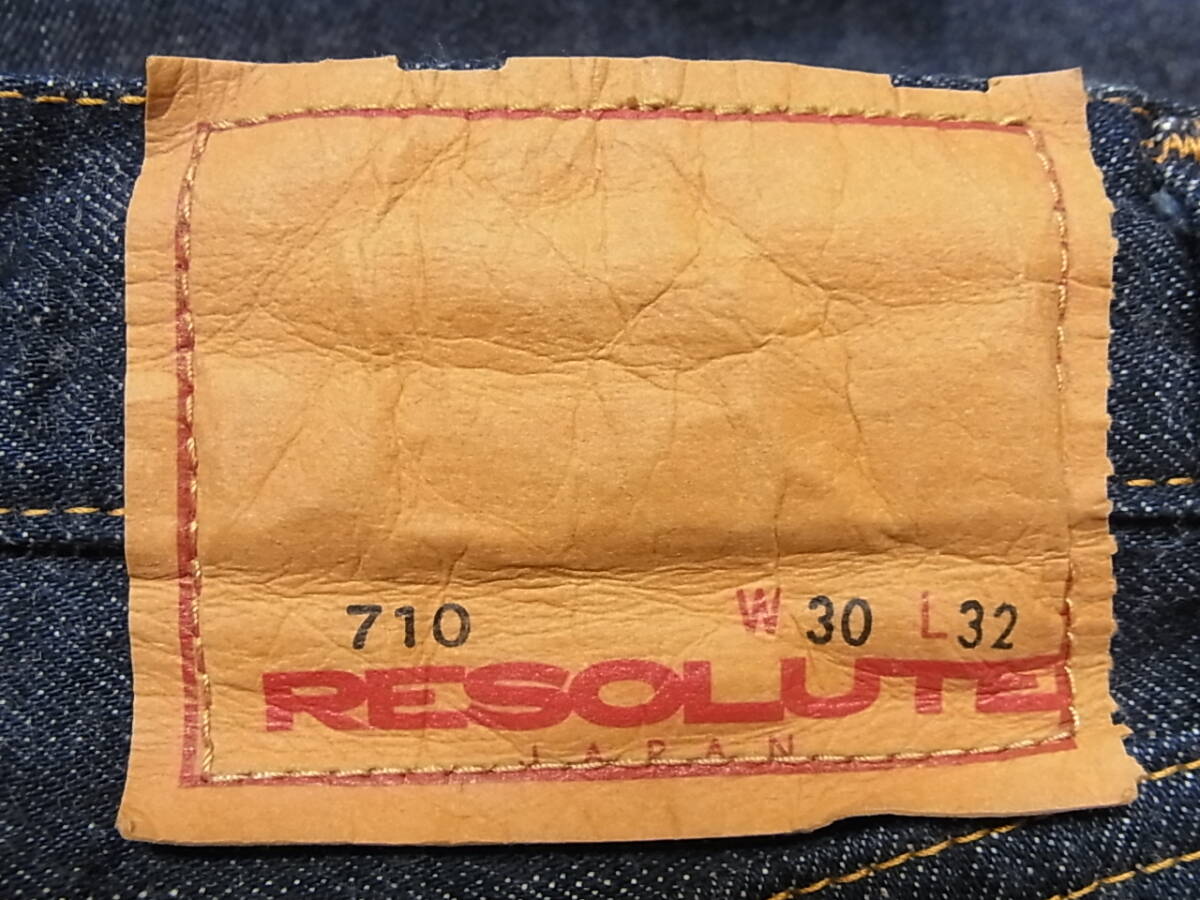 710 W 30 L 32
RESOLUTE
JAPAN